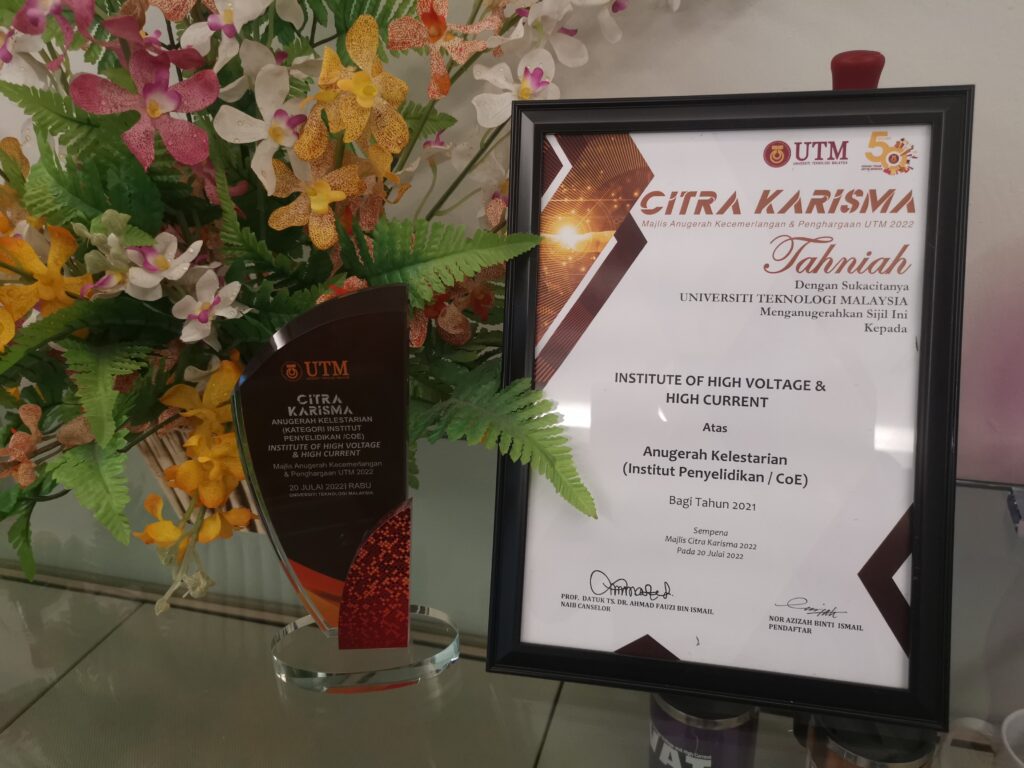 UTM
CITRA
KARISMA
ANUGERAH KELESTARIAN
(KATEGORI INSTITUT
PENYELIDIKAN /COE)
INSTITUTE OF HIGH VOLTAGE
& HIGH CURRENT
Majlis Anugerah Kecemerlangan
& Penghargaan UTM 2022
20 JULAI 2022| RABU
UNIVERSITI TEKNOLOGI MALAYSIA
UTM
UNIVERSITI TEKNOLOGI MALAYSIA
50
CITRA KARISMA
Majlis Anugerah Kecemerlangan & Penghargaan UTM 2022
Tahniah
Dengan Sukacitanya
UNIVERSITI TEKNOLOGI MALAYSIA
Menganugerahkan Sijil Ini
Kepada
INSTITUTE OF HIGH VOLTAGE &
HIGH CURRENT
Atas
Anugerah Kelestarian
(Institut Penyelidikan / CoE)
Bagi Tahun 2021
Sempena
Majlis Citra Karisma 2022
Pada 20 Julai 2022
PROF. DATUK TS. DR. AHMAD FAUZI BIN ISMAIL
NAIB CANSELOR
NOR AZIZAH BINTI ISMAIL
PENDAFTAR